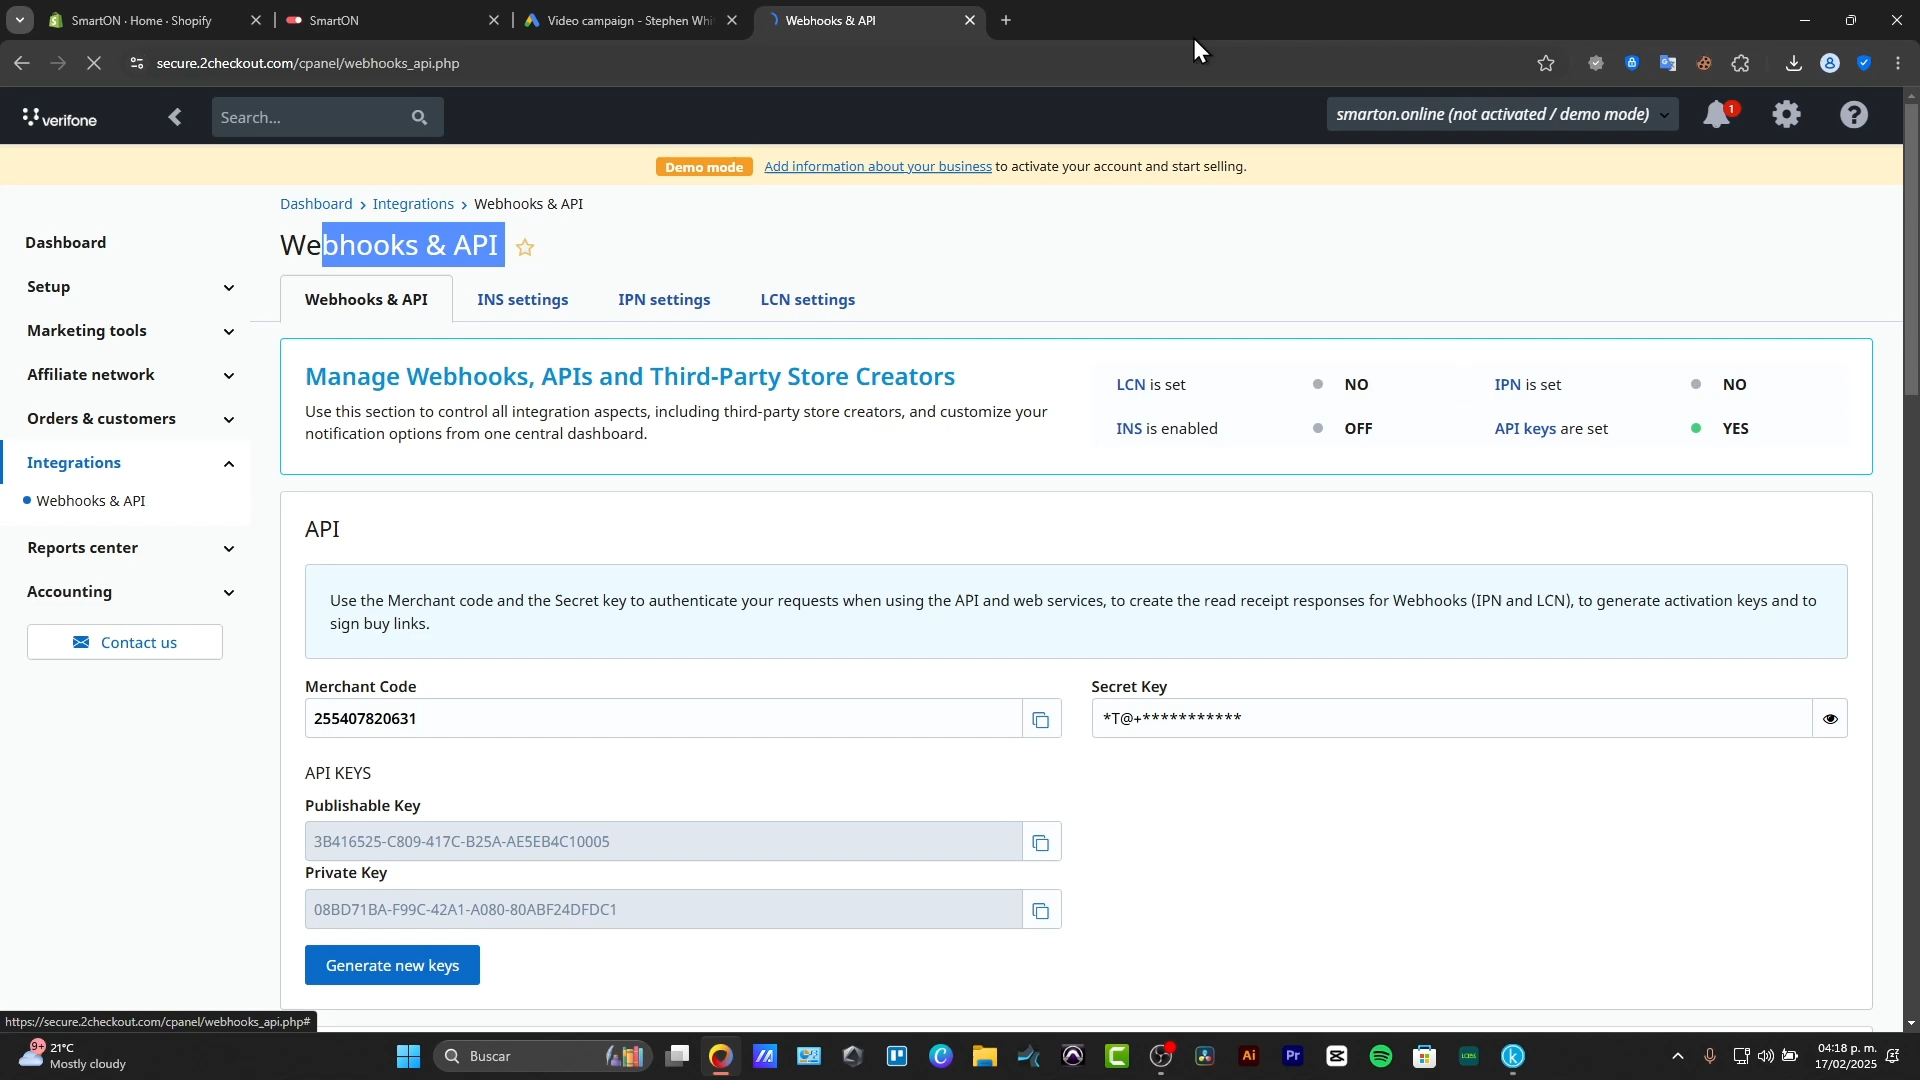 SmartON · Home · Shopify
SmartON
Video campaign - Stephen Whi
Webhooks & API
secure.2checkout.com/cpanel/webhooks_api.php
verifone
Search...
smarton.online (not activated / demo mode)
1
Demo mode
Add information about your business to activate your account and start selling.
Dashboard › Integrations › Webhooks & API
Webhooks & API
Dashboard
Setup
Marketing tools
Affiliate network
Orders & customers
Integrations
Webhooks & API
Reports center
Accounting
Contact us
Webhooks & API
INS settings
IPN settings
LCN settings
Manage Webhooks, APIs and Third-Party Store Creators
Use this section to control all integration aspects, including third-party store creators, and customize your
notification options from one central dashboard.
LCN is set
NO
IPN is set
NO
INS is enabled
OFF
API keys are set
YES
API
Use the Merchant code and the Secret key to authenticate your requests when using the API and web services, to create the read receipt responses for Webhooks (IPN and LCN), to generate activation keys and to
sign buy links.
Merchant Code
255407820631
Secret Key
*T@+***********
API KEYS
Publishable Key
3B416525-C809-417C-B25A-AE5EB4C10005
Private Key
08BD71BA-F99C-42A1-A080-80ABF24DFDC1
Generate new keys
https://secure.2checkout.com/cpanel/webhooks_api.php#
9+
21°C
Mostly cloudy
Buscar
Ai
Pr
04:18 p. m.
17/02/2025